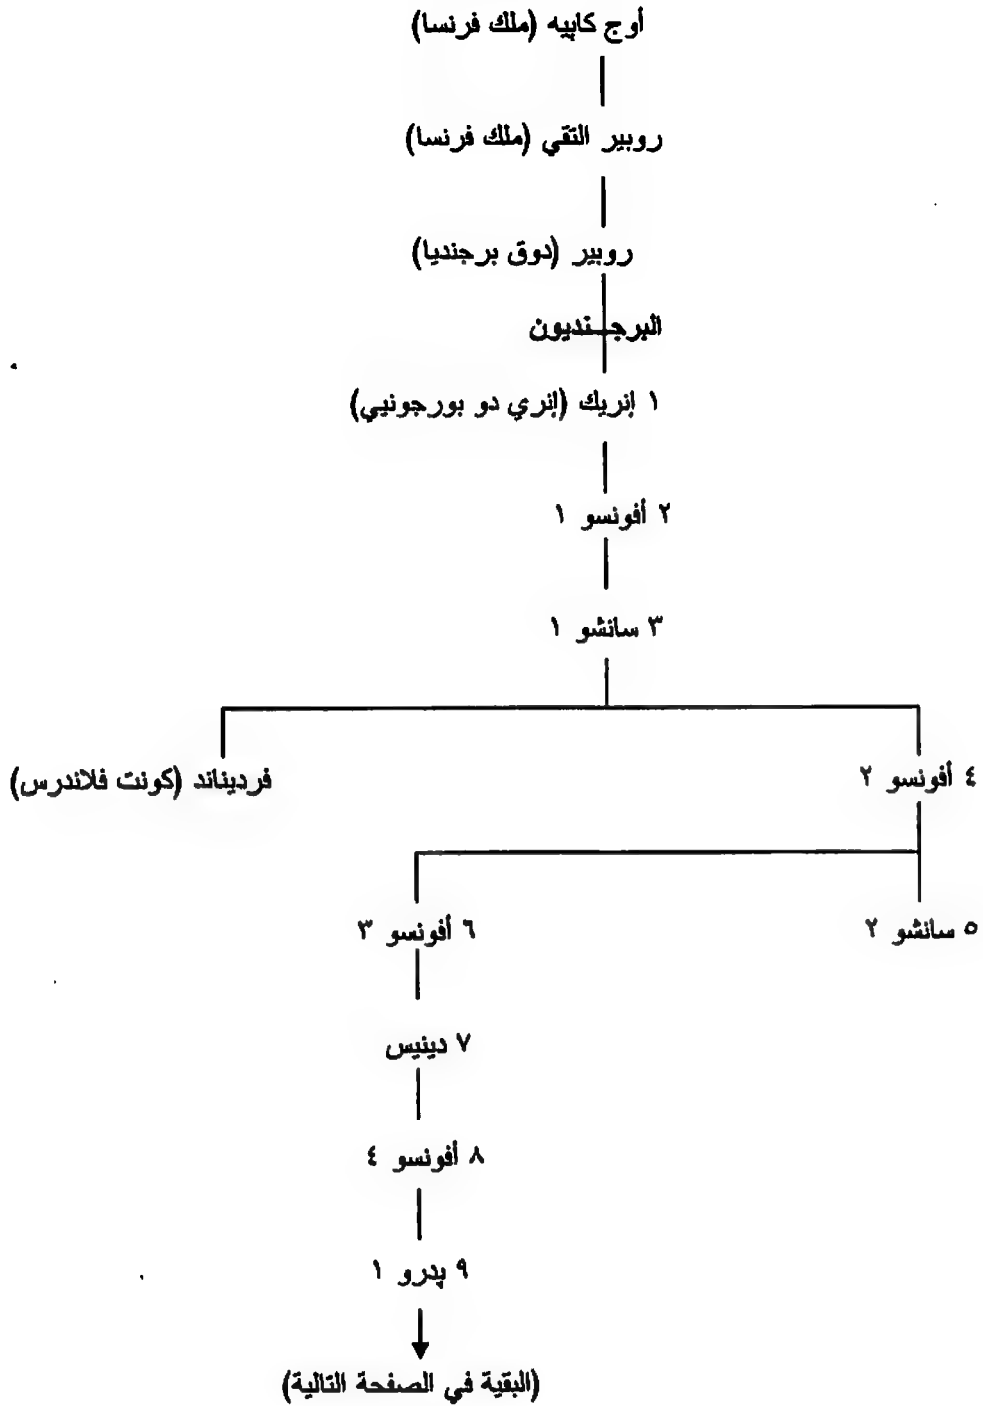 أوج كابيه (ملك فرنسا)
روبير التقي (ملك فرنسا)
روبير (دوق برجنديا)
البرجـنديون
١ إنريك (إنري دو بورجونيي)
٢ أفونسو ١
٣ سانشو ١
٤ أفونسو ٢
فرديناند (كونت فلاندرس)
٥ سانشو ٢
٦ أفونسو ٣
٧ دينيس
٨ أفونسو ٤
٩ پدرو ١
(البقية في الصفحة التالية)